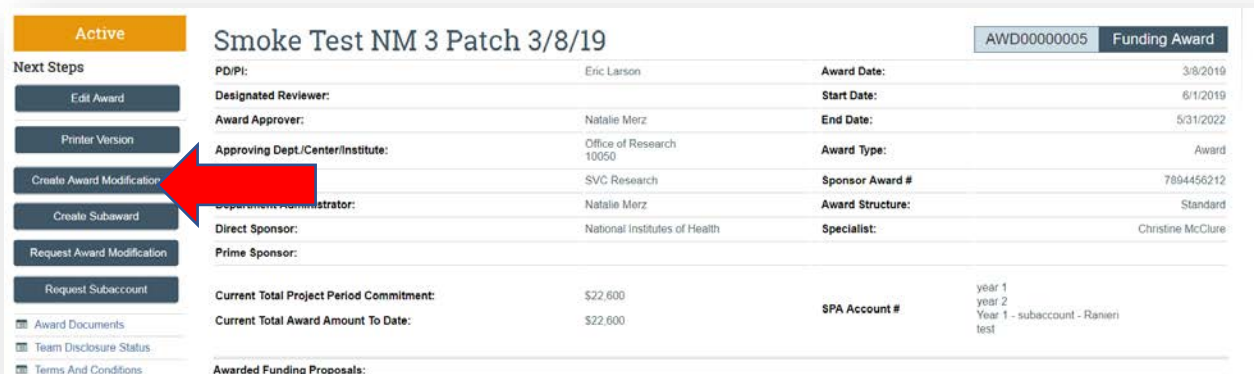 Active
Smoke Test NM 3 Patch 3/8/19
AWD00000005 Funding Award
Next Steps
Edit Award
Printer Version
Create Award Modification
Create Subaward
Request Award Modification
Request Subaccount
Award Documents
Team Disclosure Status
Terms And Conditions
PD/PI: Eric Larson Award Date: 3/8/2019
Designated Reviewer: Start Date: 6/1/2019
Award Approver: Natalie Merz End Date: 5/31/2022
Approving Dept./Center/Institute: Office of Research
10050
Award Type: Award
SVC Research Sponsor Award # 7894456212
Natalie Merz Award Structure: Standard
Direct Sponsor: National Institutes of Health Specialist: Christine McClure
Prime Sponsor:
Current Total Project Period Commitment: $22,600
Current Total Award Amount To Date: $22,600
SPA Account #
year 1
year 2
Year 1 - subaccount - Ranieri
test
Awarded Funding Proposals: